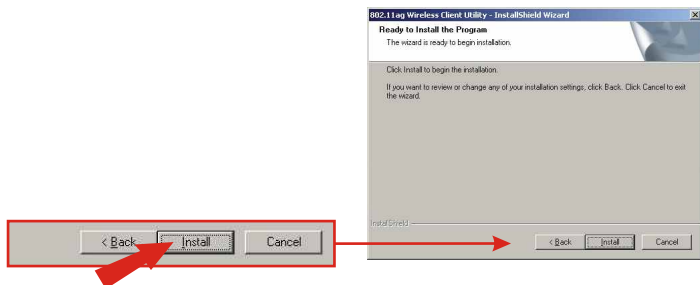 802.11ag Wireless Client Utility - InstallShield Wizard
Ready to Install the Program
The wizard is ready to begin installation.
Click Install to begin the installation.
If you want to review or change any of your installation settings, click Back. Click Cancel to exit
the wizard.
InstallShield
< Back Install Cancel
< Back Install Cancel